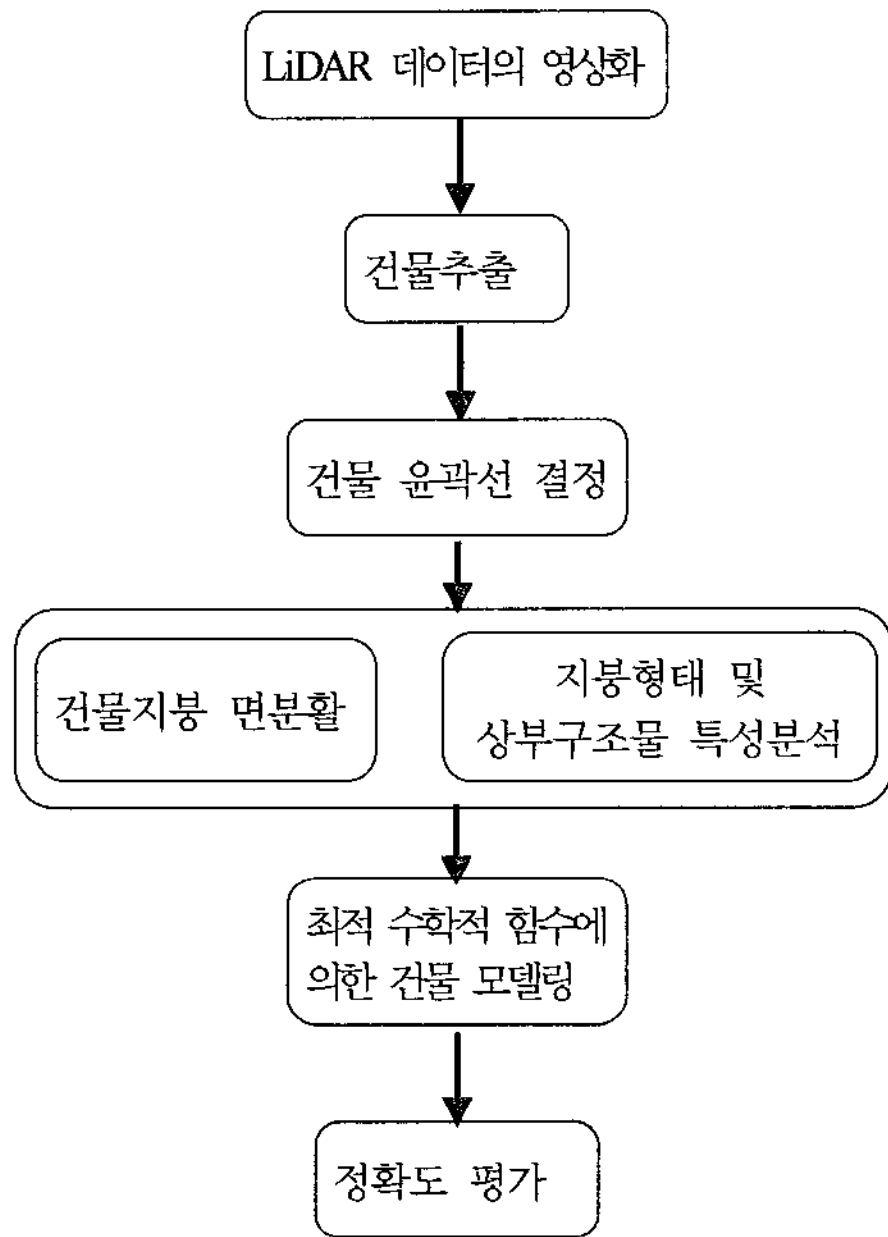 LiDAR 데이터의 영상화
건물추출
건물 윤곽선 결정
건물지붕 면분활
지붕형태 및
상부구조물 특성분석
최적 수학적 함수에
의한 건물 모델링
정확도 평가